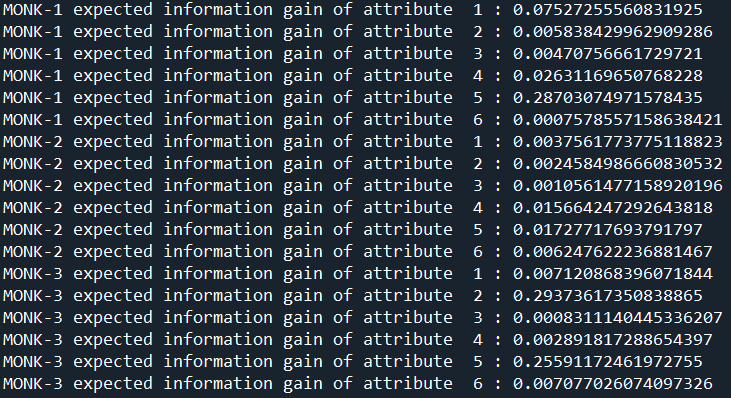 MONK-1 expected information gain of attribute  1 : 0.07527255560831925
MONK-1 expected information gain of attribute  2 : 0.005838429962909286
MONK-1 expected information gain of attribute  3 : 0.00470756661729721
MONK-1 expected information gain of attribute  4 : 0.02631169650768228
MONK-1 expected information gain of attribute  5 : 0.28703074971578435
MONK-1 expected information gain of attribute  6 : 0.0007578557158638421
MONK-2 expected information gain of attribute  1 : 0.0037561773775118823
MONK-2 expected information gain of attribute  2 : 0.0024584986660830532
MONK-2 expected information gain of attribute  3 : 0.0010561477158920196
MONK-2 expected information gain of attribute  4 : 0.015664247292643818
MONK-2 expected information gain of attribute  5 : 0.01727717693791797
MONK-2 expected information gain of attribute  6 : 0.006247622236881467
MONK-3 expected information gain of attribute  1 : 0.007120868396071844
MONK-3 expected information gain of attribute  2 : 0.29373617350838865
MONK-3 expected information gain of attribute  3 : 0.0008311140445336207
MONK-3 expected information gain of attribute  4 : 0.002891817288654397
MONK-3 expected information gain of attribute  5 : 0.25591172461972755
MONK-3 expected information gain of attribute  6 : 0.007077026074097326